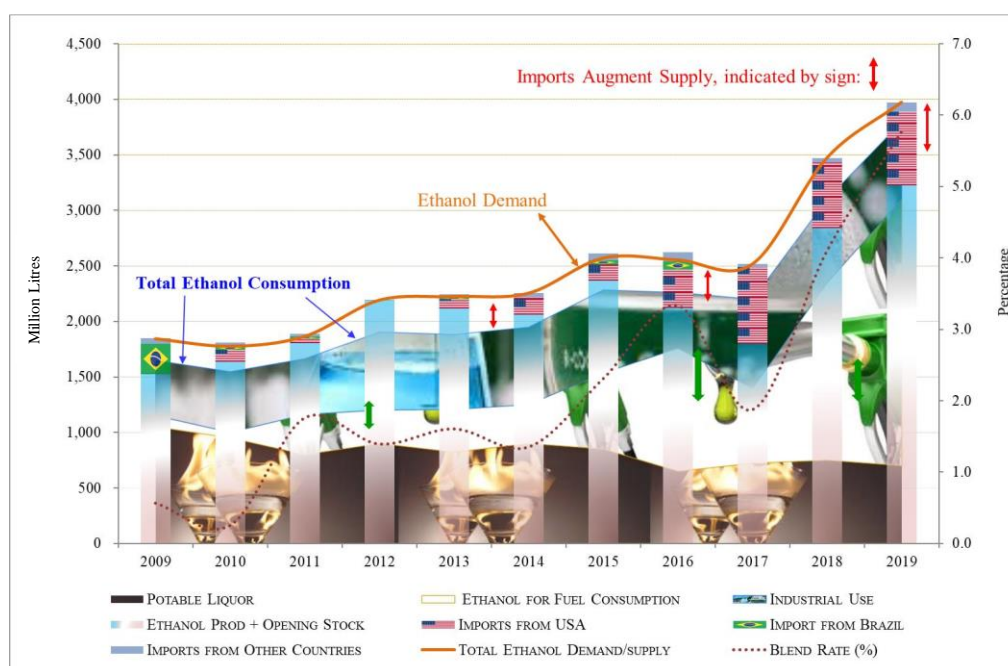 4,500
4,000
3,500
3,000
2,500
2,000
1,500
1,000
500
0
Million Litres
7.0
6.0
5.0
4.0
3.0
2.0
1.0
0.0
Percentage
Imports Augment Supply, indicated by sign:
Ethanol Demand
Total Ethanol Consumption
2009 2010 2011 2012 2013 2014 2015 2016 2017 2018 2019
POTABLE LIQUOR ETHANOL FOR FUEL CONSUMPTION INDUSTRIAL USE
ETHANOL PROD + OPENING STOCK IMPORTS FROM USA IMPORT FROM BRAZIL
IMPORTS FROM OTHER COUNTRIES TOTAL ETHANOL DEMAND/SUPPLY BLEND RATE (%)